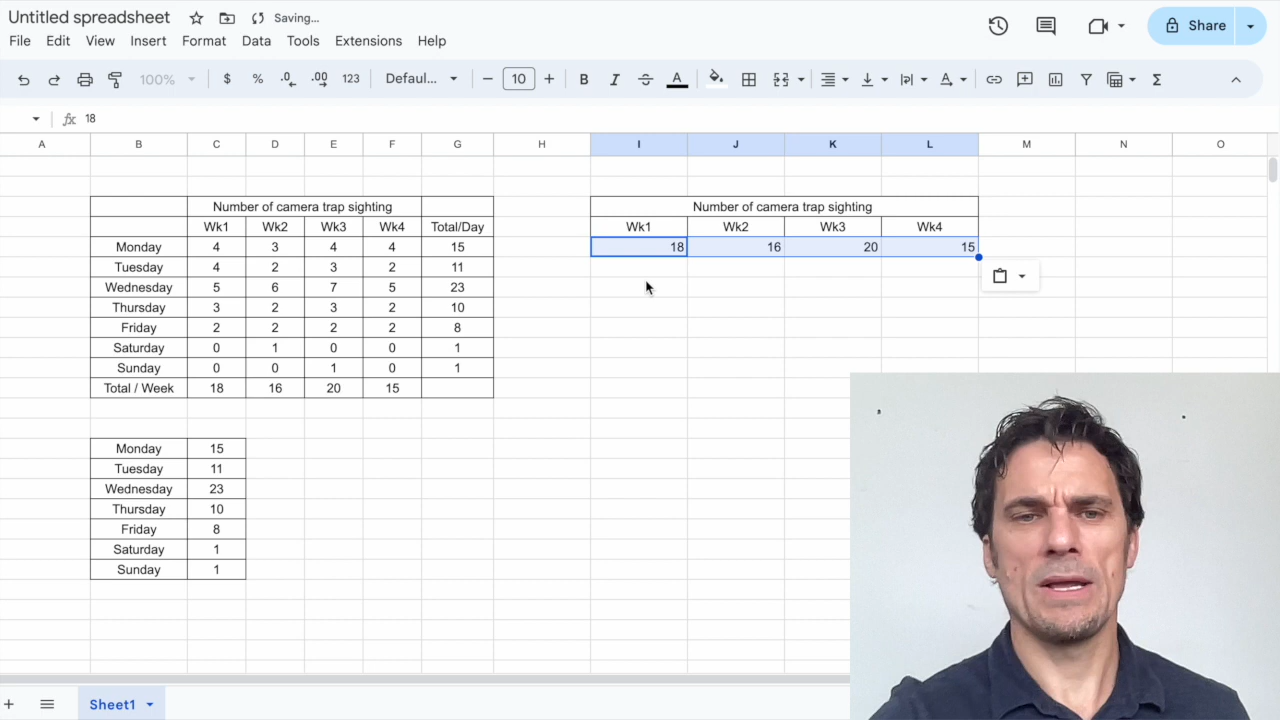 Untitled spreadsheet Saving...
Share
File Edit View Insert Format Data Tools Extensions Help
100% $ % .0 .00 123 Defaul... − 10 + B I S A A Σ
fx 18
A B C D E F G H I J K L M N O
Number of camera trap sighting Number of camera trap sighting
Wk1 Wk2 Wk3 Wk4 Total/Day Wk1 Wk2 Wk3 Wk4
Monday 4 3 4 4 15 18 16 20 15
Tuesday 4 2 3 2 11
Wednesday 5 6 7 5 23
Thursday 3 2 3 2 10
Friday 2 2 2 2 8
Saturday 0 1 0 0 1
Sunday 0 0 1 0 1
Total / Week 18 16 20 15
Monday 15
Tuesday 11
Wednesday 23
Thursday 10
Friday 8
Saturday 1
Sunday 1
+ Sheet1